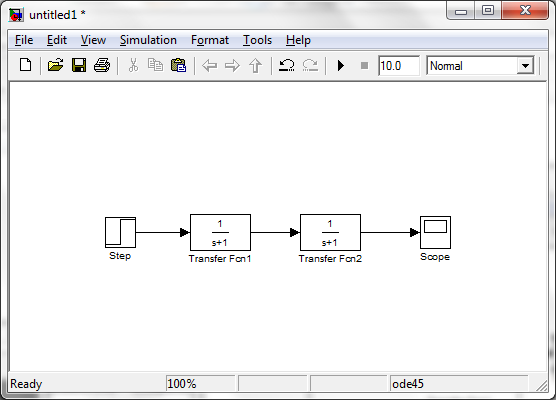 untitled1 *
File Edit View Simulation Format Tools Help
10.0 Normal
1 1
s+1 s+1
Step Transfer Fcn1 Transfer Fcn2 Scope
Ready 100% ode45